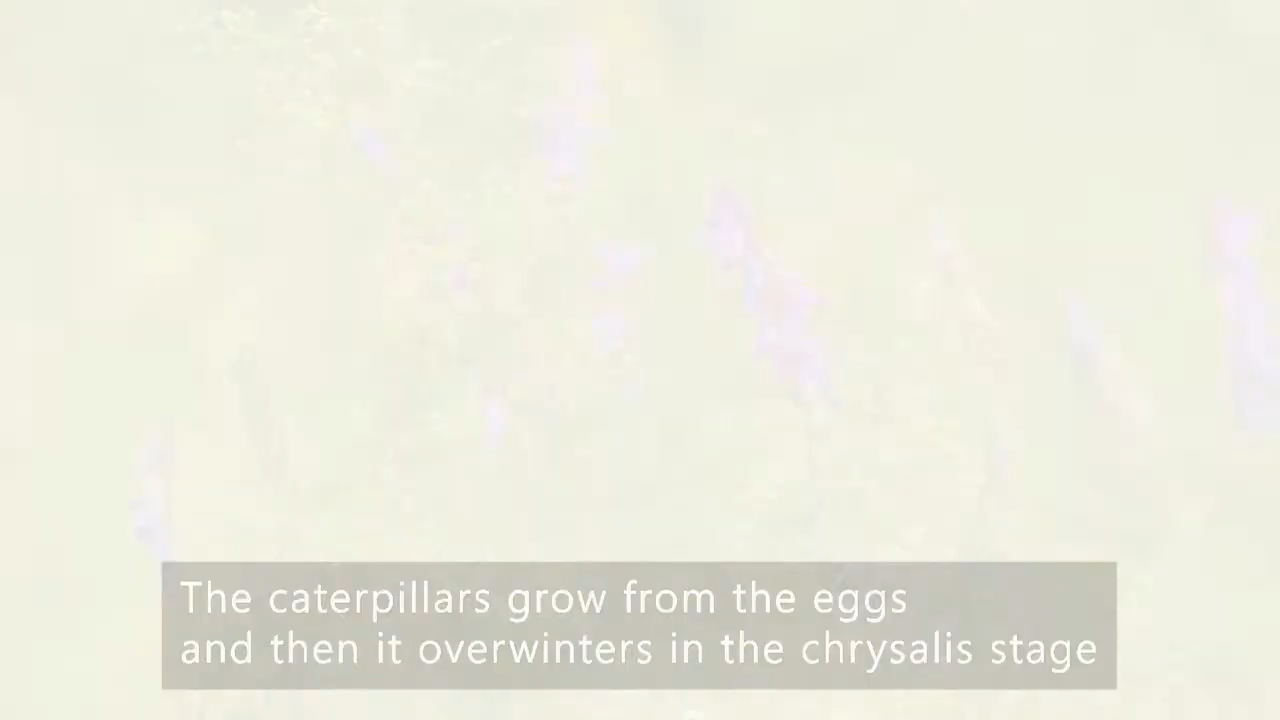 The caterpillars grow from the eggs
and then it overwinters in the chrysalis stage